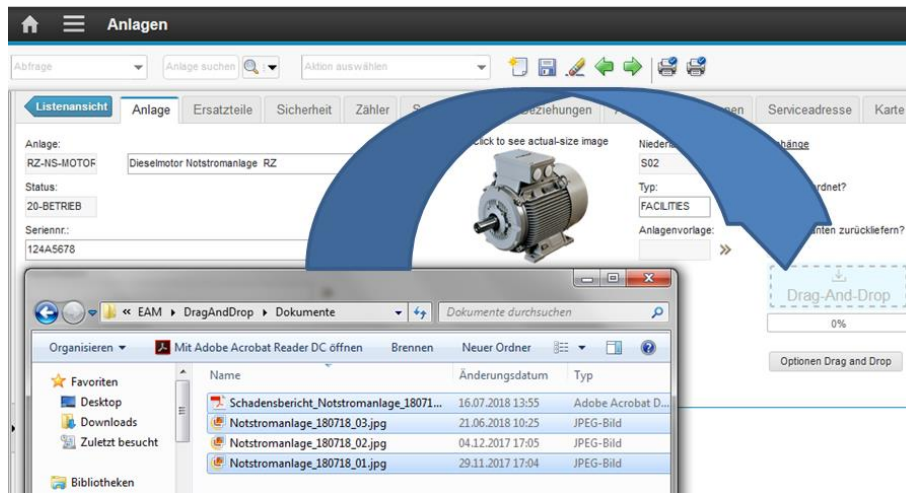 Anlagen
Abfrage
Anlage suchen
Aktion auswählen
Listenansicht Anlage Ersatzteile Sicherheit Zähler Serviceadresse Karte
Anlage:
RZ-NS-MOTOR
Dieselmotor Notstromanlage RZ
Click to see actual-size image
S02
Status:
20-BETRIEB
Typ:
FACILITIES
Seriennr.:
124A5678
Anlagenvorlage:
zurückliefern?
Drag-And-Drop
0%
Optionen Drag and Drop
« EAM DragAndDrop Dokumente
Dokumente durchsuchen
Organisieren Mit Adobe Acrobat Reader DC öffnen Brennen Neuer Ordner
Favoriten
Desktop
Downloads
Zuletzt besucht
Bibliotheken
Name Änderungsdatum Typ
Schadensbericht_Notstromanlage_18071... 16.07.2018 13:55 Adobe Acrobat D...
Notstromanlage_180718_03.jpg 21.06.2018 10:25 JPEG-Bild
Notstromanlage_180718_02.jpg 04.12.2017 17:05 JPEG-Bild
Notstromanlage_180718_01.jpg 29.11.2017 17:04 JPEG-Bild